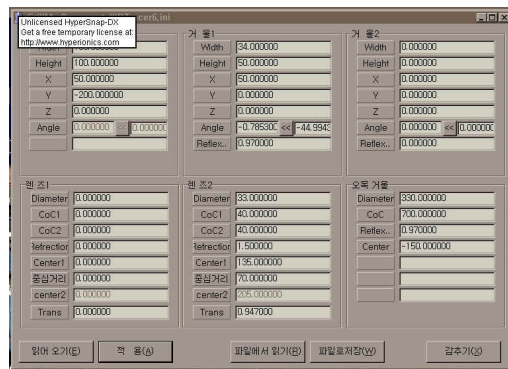 Unlicensed HyperSnap-DX
Get a free temporary license at:
http://www.hyperionics.com
cer6,ini
Height 100.000000
X 50.000000
Y -200.000000
Z 0.000000
Angle 0.000000 << 0.000000
거 울1
Width 34.000000
Height 50.000000
X 50.000000
Y 0.000000
Z 0.000000
Angle -0.78530 << -44.9943
Reflex.. 0.970000
거 울2
Width 0.000000
Height 0.000000
X 0.000000
Y 0.000000
Z 0.000000
Angle 0.000000 << 0.000000
Reflex.. 0.000000
렌 즈1
Diameter 0.000000
CoC1 0.000000
CoC2 0.000000
Refrection 0.000000
Center1 0.000000
중심거리 0.000000
center2 0.000000
Trans 0.000000
렌 즈2
Diameter 33.000000
CoC1 40.000000
CoC2 40.000000
Refrection 1.500000
Center1 135.000000
중심거리 70.000000
center2 205.000000
Trans 0.947000
오목 거울
Diameter 330.000000
CoC 700.000000
Reflex.. 0.970000
Center -150.000000
읽어 오기(E)
적 용(A)
파일에서 읽기(R)
파일로저장(W)
감추기(X)